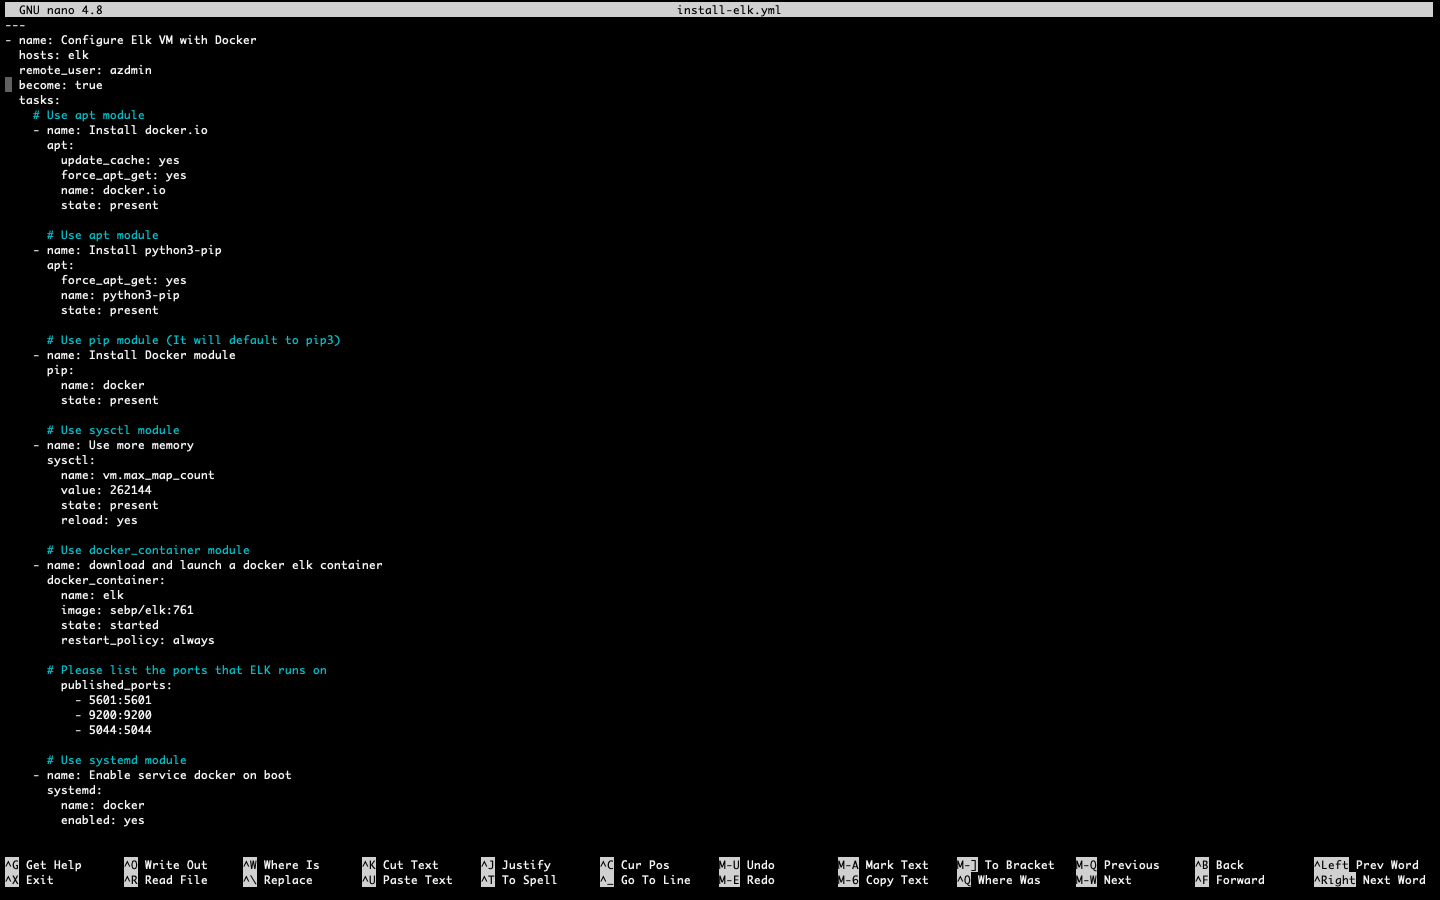 GNU nano 4.8 install-elk.yml
---
- name: Configure Elk VM with Docker
  hosts: elk
  remote_user: azdmin
  become: true
  tasks:
    # Use apt module
    - name: Install docker.io
      apt:
        update_cache: yes
        force_apt_get: yes
        name: docker.io
        state: present

      # Use apt module
    - name: Install python3-pip
      apt:
        force_apt_get: yes
        name: python3-pip
        state: present

      # Use pip module (It will default to pip3)
    - name: Install Docker module
      pip:
        name: docker
        state: present

      # Use sysctl module
    - name: Use more memory
      sysctl:
        name: vm.max_map_count
        value: 262144
        state: present
        reload: yes

      # Use docker_container module
    - name: download and launch a docker elk container
      docker_container:
        name: elk
        image: sebp/elk:761
        state: started
        restart_policy: always

      # Please list the ports that ELK runs on
        published_ports:
          - 5601:5601
          - 9200:9200
          - 5044:5044

      # Use systemd module
    - name: Enable service docker on boot
      systemd:
        name: docker
        enabled: yes

^G Get Help ^O Write Out ^W Where Is ^K Cut Text ^J Justify ^C Cur Pos M-U Undo M-A Mark Text M-] To Bracket M-Q Previous ^B Back ^Left Prev Word
^X Exit ^R Read File ^\ Replace ^U Paste Text ^T To Spell ^_ Go To Line M-E Redo M-6 Copy Text ^Q Where Was M-W Next ^F Forward ^Right Next Word